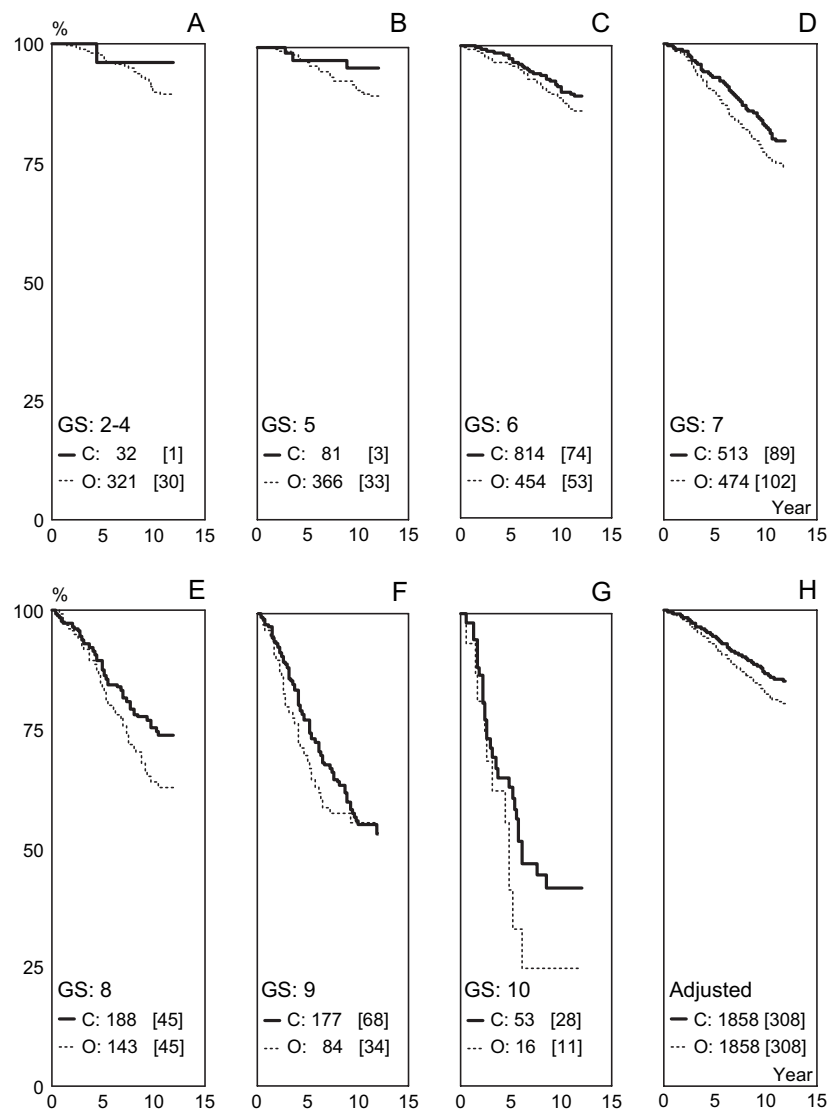 %
A
B
C
D
100
75
50
25
0
GS: 2-4
C: 32 [1]
O: 321 [30]
GS: 5
C: 81 [3]
O: 366 [33]
GS: 6
C: 814 [74]
O: 454 [53]
GS: 7
C: 513 [89]
O: 474 [102]
Year
0 5 10 15
0 5 10 15
0 5 10 15
0 5 10 15
%
E
F
G
H
100
75
50
25
0
GS: 8
C: 188 [45]
O: 143 [45]
GS: 9
C: 177 [68]
O: 84 [34]
GS: 10
C: 53 [28]
O: 16 [11]
Adjusted
C: 1858 [308]
O: 1858 [308]
Year
0 5 10 15
0 5 10 15
0 5 10 15
0 5 10 15